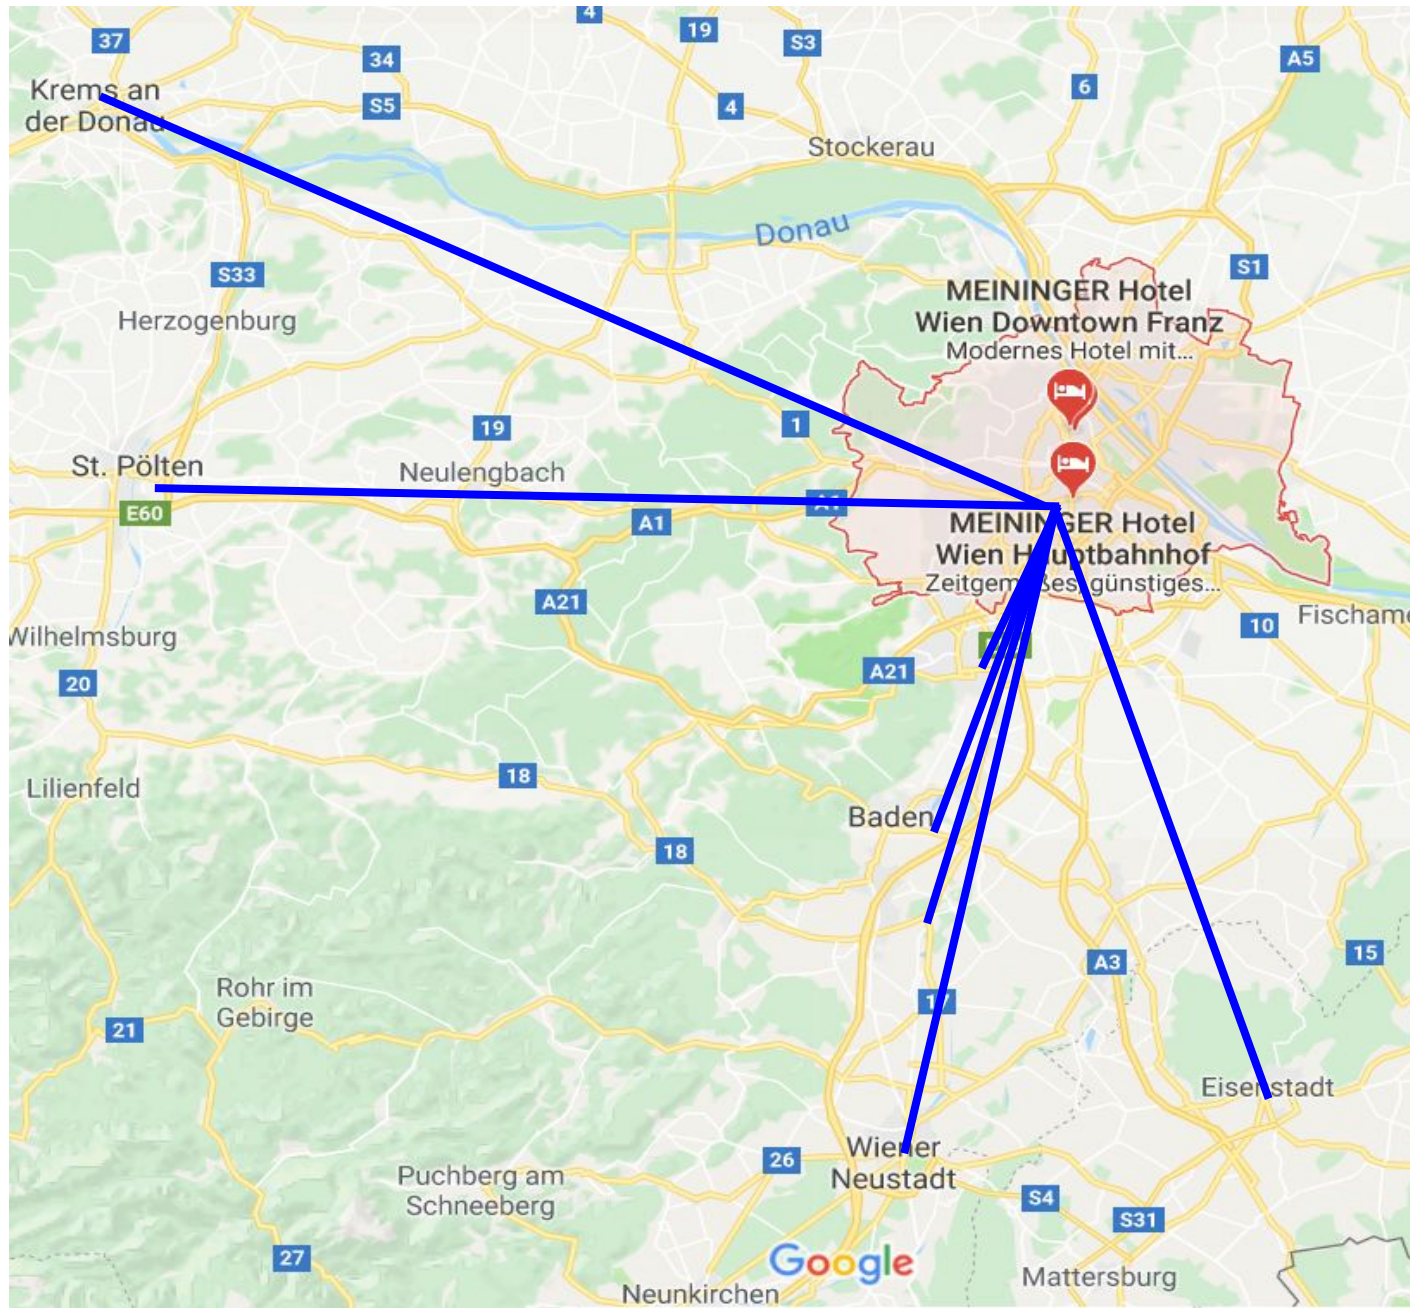 4
37
19
S3
34
A5
6
Krems an
der Donau
S5
4
Stockerau
Donau
S33
S1
MEININGER Hotel
Wien Downtown Franz
Modernes Hotel mit...
Herzogenburg
1
19
St. Pölten
Neulengbach
E60
A1
A1
MEININGER Hotel
Wien Hauptbahnhof
Zeitgemäßes, günstiges...
A21
Fischame
10
Wilhelmsburg
A21
20
18
Lilienfeld
Baden
18
15
A3
Rohr im
Gebirge
17
21
Eisenstadt
Wiener
Neustadt
26
Puchberg am
Schneeberg
S4
S31
27
Google
Mattersburg
Neunkirchen